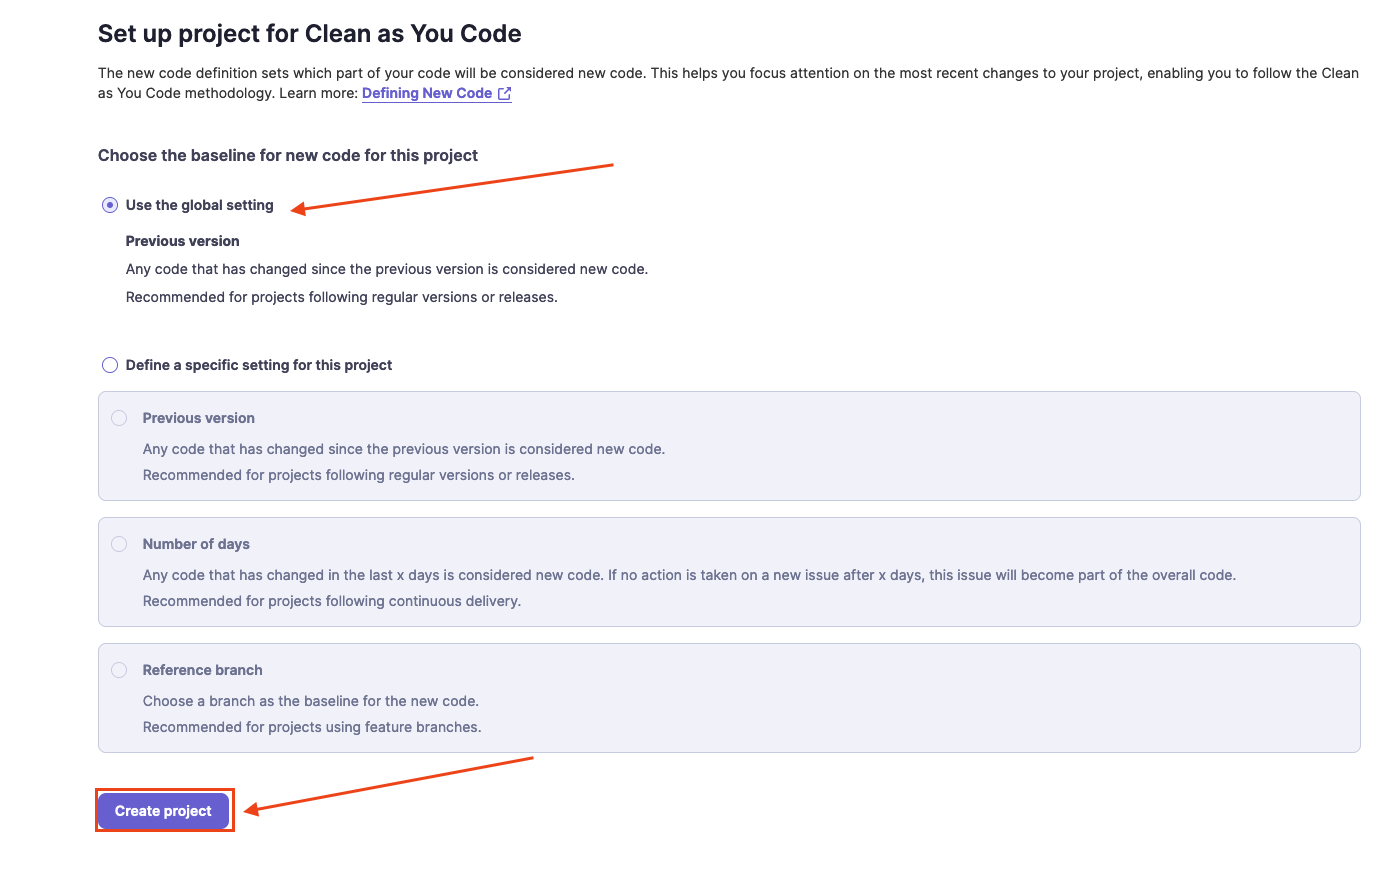 Set up project for Clean as You Code
The new code definition sets which part of your code will be considered new code. This helps you focus attention on the most recent changes to your project, enabling you to follow the Clean
as You Code methodology. Learn more: Defining New Code
Choose the baseline for new code for this project
Use the global setting
Previous version
Any code that has changed since the previous version is considered new code.
Recommended for projects following regular versions or releases.
Define a specific setting for this project
Previous version
Any code that has changed since the previous version is considered new code.
Recommended for projects following regular versions or releases.
Number of days
Any code that has changed in the last x days is considered new code. If no action is taken on a new issue after x days, this issue will become part of the overall code.
Recommended for projects following continuous delivery.
Reference branch
Choose a branch as the baseline for the new code.
Recommended for projects using feature branches.
Create project